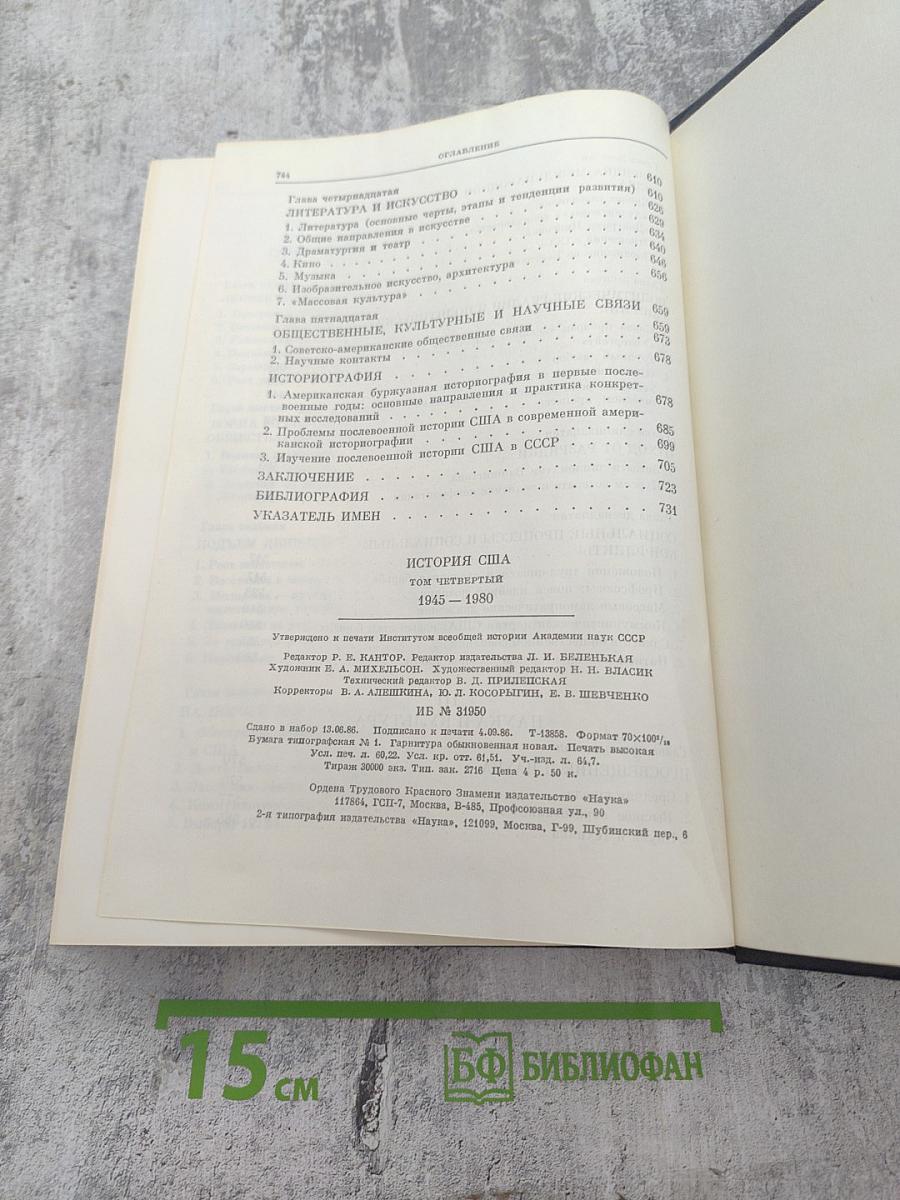 744 ОГЛАВЛЕНИЕ
Глава четырнадцатая
ЛИТЕРАТУРА И ИСКУССТВО . . . . . . . . . . . 610
1. Литература (основные черты, этапы и тенденции развития) 610
2. Общие направления в искусстве . . . . . . . . . 626
3. Драматургия и театр . . . . . . . . . . . 629
4. Кино . . . . . . . . . . . . . . . 634
5. Музыка . . . . . . . . . . . . . . 640
6. Изобразительное искусство, архитектура . . . . . . 646
7. «Массовая культура» . . . . . . . . . . . 656
Глава пятнадцатая
ОБЩЕСТВЕННЫЕ, КУЛЬТУРНЫЕ И НАУЧНЫЕ СВЯЗИ 659
1. Советско-американские общественные связи . . . . . 659
2. Научные контакты . . . . . . . . . . . . 673
ИСТОРИОГРАФИЯ . . . . . . . . . . . . . 678
1. Американская буржуазная историография в первые после-
военные годы: основные направления и практика конкрет-
ных исследований . . . . . . . . . . . . 678
2. Проблемы послевоенной истории США в современной амери-
канской историографии . . . . . . . . . . . 685
3. Изучение послевоенной истории США в СССР . . . . . 699
ЗАКЛЮЧЕНИЕ . . . . . . . . . . . . . . 705
БИБЛИОГРАФИЯ . . . . . . . . . . . . . 723
УКАЗАТЕЛЬ ИМЕН . . . . . . . . . . . . . 731
ИСТОРИЯ США
ТОМ ЧЕТВЕРТЫЙ
1945 — 1980
Утверждено к печати Институтом всеобщей истории Академии наук СССР
Редактор Р. Е. КАНТОР. Редактор издательства Л. И. БЕЛЕНЬКАЯ
Художник Е. А. МИХЕЛЬСОН. Художественный редактор Н. Н. ВЛАСИК
Технический редактор В. Д. ПРИЛЕПСКАЯ
Корректоры В. А. АЛЕШКИНА, Ю. Л. КОСОРЫГИН, Е. В. ШЕВЧЕНКО
ИБ № 31950
Сдано в набор 13.06.86. Подписано к печати 4.09.86. Т-13858. Формат 70×100¹/₁₆
Бумага типографская № 1. Гарнитура обыкновенная новая. Печать высокая
Усл. печ. л. 60,22. Усл. кр. отт. 61,51. Уч.-изд. л. 64,7.
Тираж 30000 экз. Тип. зак. 2716 Цена 4 р. 50 к.
Ордена Трудового Красного Знамени издательство «Наука»
117864, ГСП-7, Москва, В-485, Профсоюзная ул., 90
2-я типография издательства «Наука», 121099, Москва, Г-99, Шубинский пер., 6
15 см
БФ БИБЛИОФАН